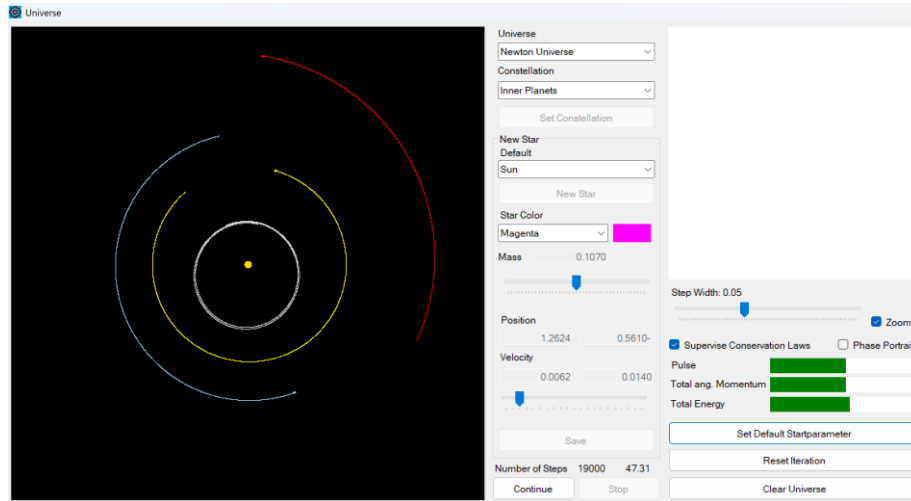 Universe
Universe
Newton Universe
Constellation
Inner Planets
Set Constellation
New Star
Default
Sun
New Star
Star Color
Magenta
Mass 0.1070
Position
1.2624 0.5610-
Velocity
0.0062 0.0140
Save
Number of Steps 19000 47.31
Continue Stop
Step Width: 0.05
Zoom
Supervise Conservation Laws Phase Portrai
Pulse
Total ang. Momentum
Total Energy
Set Default Startparameter
Reset Iteration
Clear Universe